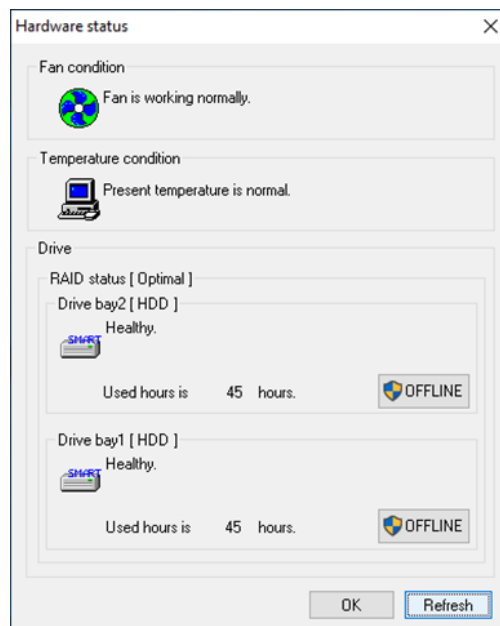 Hardware status
Fan condition
Fan is working normally.
Temperature condition
Present temperature is normal.
Drive
RAID status [ Optimal ]
Drive bay2 [ HDD ]
SMART
Healthy.
Used hours is 45 hours.
OFFLINE
Drive bay1 [ HDD ]
SMART
Healthy.
Used hours is 45 hours.
OFFLINE
OK
Refresh